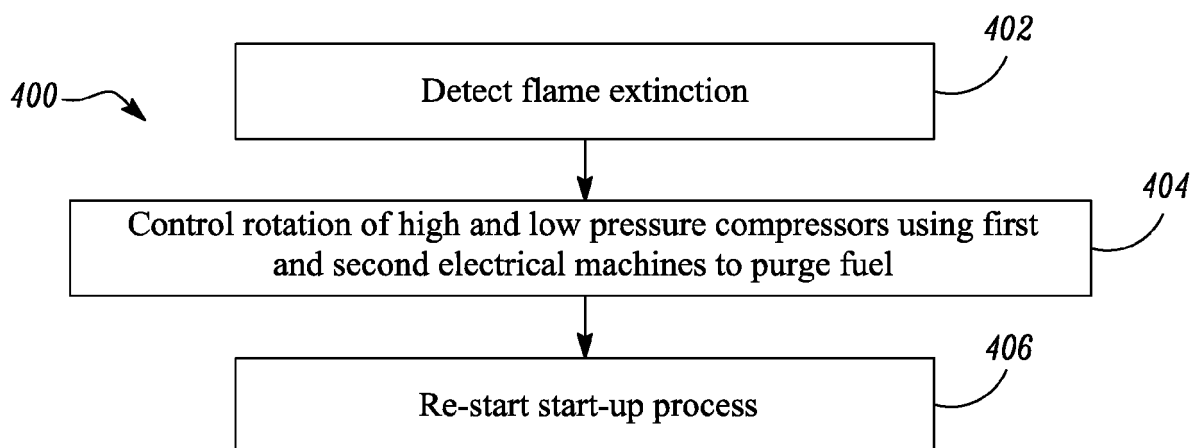 402
Detect flame extinction
400
404
Control rotation of high and low pressure compressors using first
and second electrical machines to purge fuel
406
Re-start start-up process